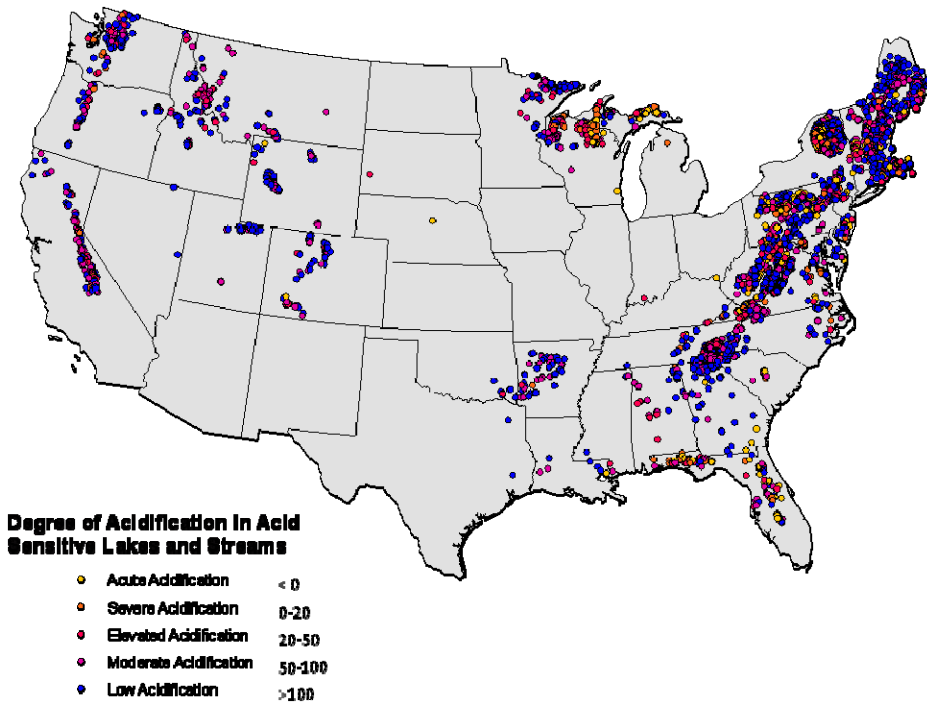 Degree of Acidification in Acid
Sensitive Lakes and Streams
Acute Acidification < 0
Severe Acidification 0-20
Elevated Acidification 20-50
Moderate Acidification 50-100
Low Acidification >100